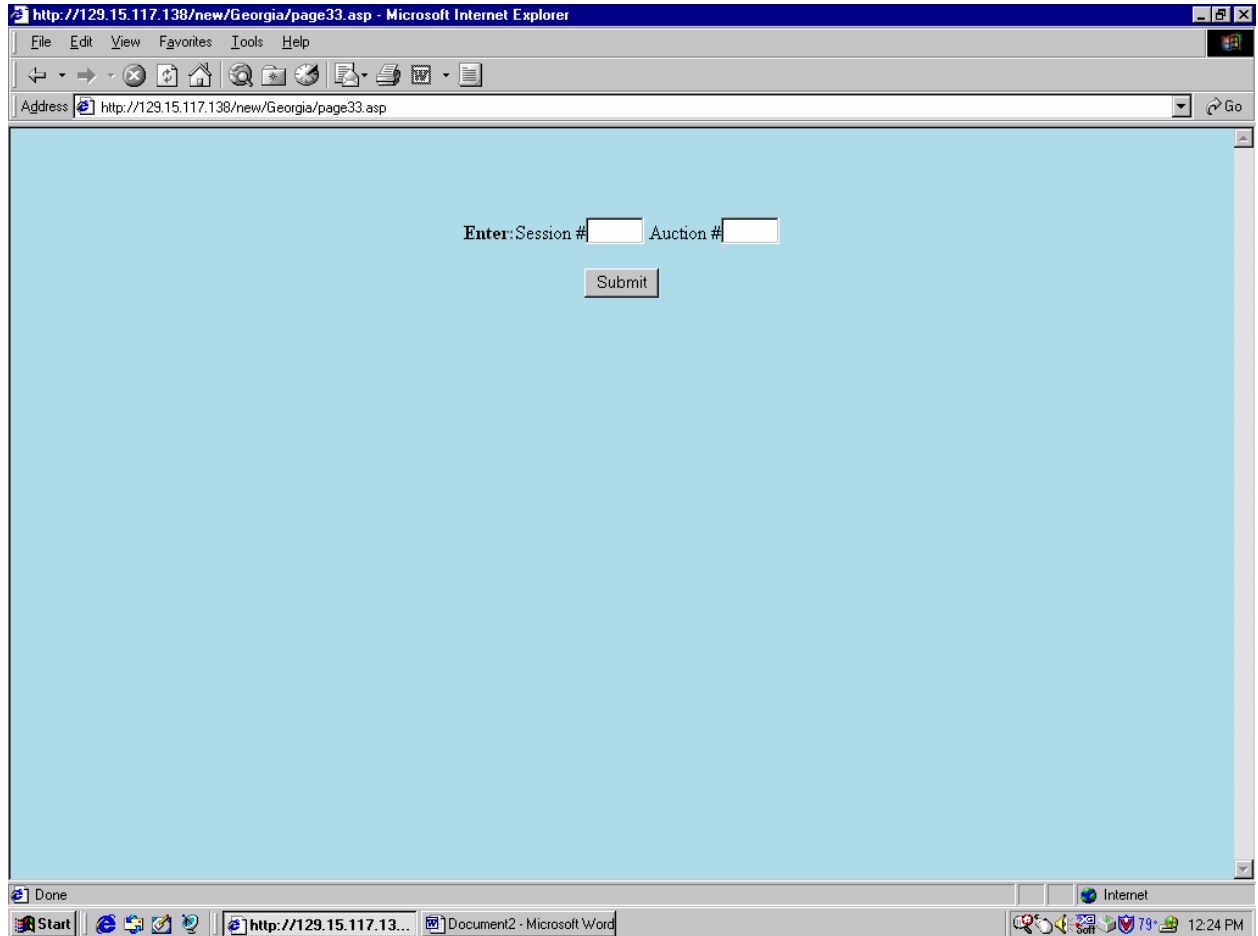 http://129.15.117.138/new/Georgia/page33.asp - Microsoft Internet Explorer
File Edit View Favorites Tools Help
Address http://129.15.117.138/new/Georgia/page33.asp Go
Enter:Session # Auction #
Submit
Done Internet
Start http://129.15.117.13... Document2 - Microsoft Word 79° 12:24 PM